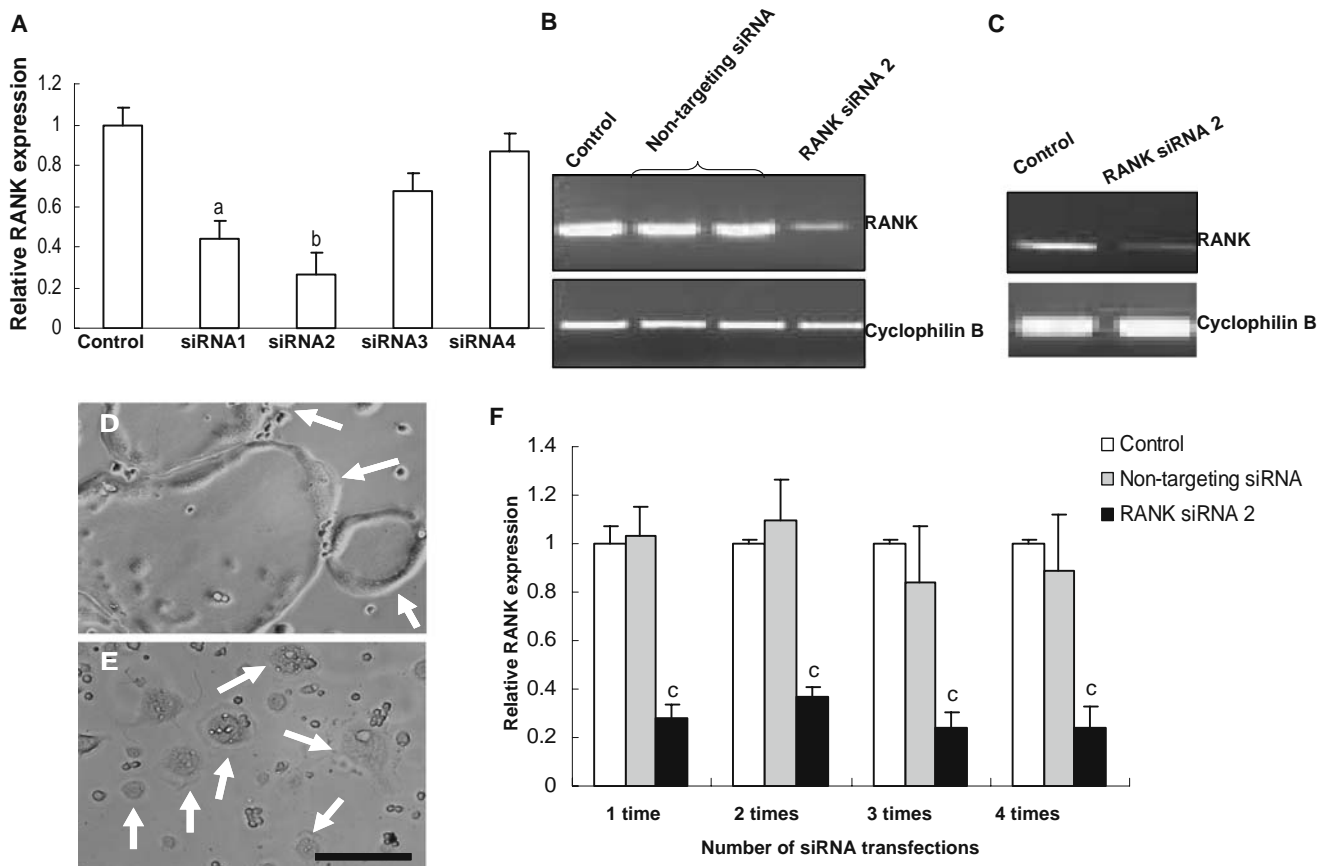 A
Relative RANK expression
1.2
1
0.8
0.6
0.4
0.2
0
a
b
Control siRNA1 siRNA2 siRNA3 siRNA4
B
Control
Non-targeting siRNA
RANK siRNA 2
RANK
Cyclophilin B
C
Control
RANK siRNA 2
RANK
Cyclophilin B
D
E
F
Control
Non-targeting siRNA
RANK siRNA 2
Relative RANK expression
1.4
1.2
1
0.8
0.6
0.4
0.2
0
c
c
c
c
1 time 2 times 3 times 4 times
Number of siRNA transfections